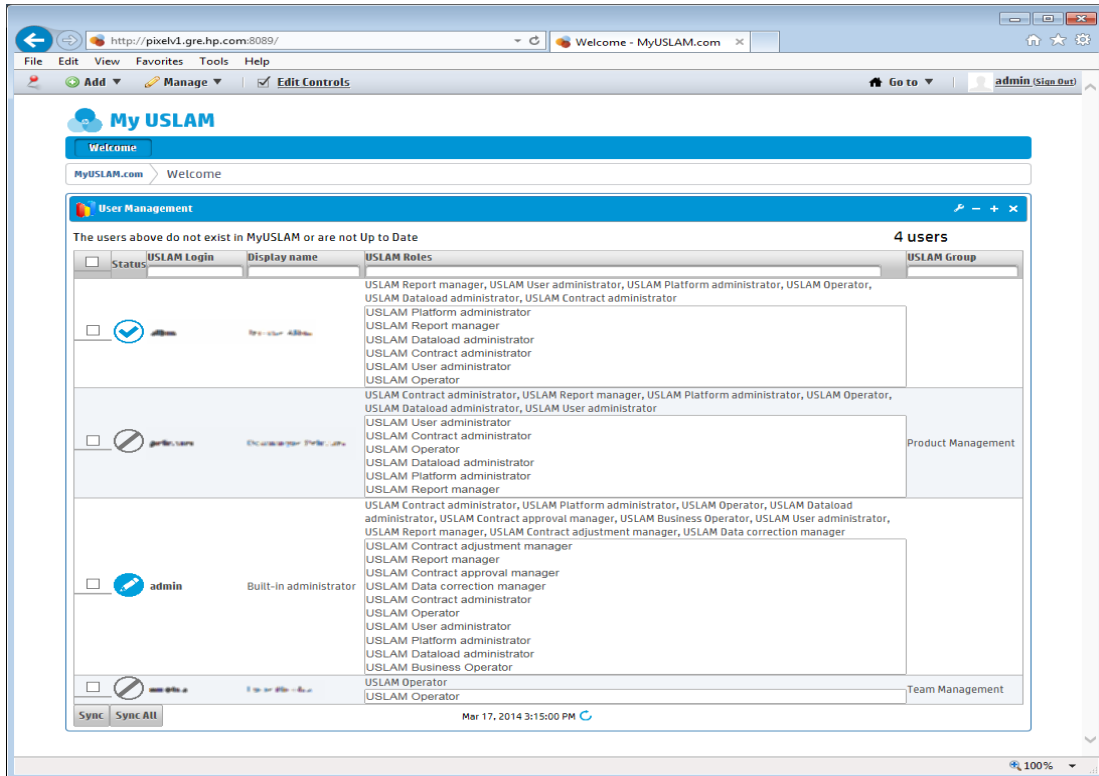 http://pixelv1.gre.hp.com:8089/
Welcome - MyUSLAM.com
File Edit View Favorites Tools Help
Add Manage Edit Controls Go to admin (Sign Out)
My USLAM
Welcome
MyUSLAM.com Welcome
User Management
The users above do not exist in MyUSLAM or are not Up to Date 4 users
Status USLAM Login Display name USLAM Roles USLAM Group
USLAM Report manager, USLAM User administrator, USLAM Platform administrator, USLAM Operator,
USLAM Dataload administrator, USLAM Contract administrator
USLAM Platform administrator
USLAM Report manager
USLAM Dataload administrator
USLAM Contract administrator
USLAM User administrator
USLAM Operator
USLAM Contract administrator, USLAM Report manager, USLAM Platform administrator, USLAM Operator,
USLAM Dataload administrator, USLAM User administrator
USLAM User administrator
USLAM Contract administrator
USLAM Operator
USLAM Dataload administrator
USLAM Platform administrator
USLAM Report manager
Product Management
USLAM Contract administrator, USLAM Platform administrator, USLAM Operator, USLAM Dataload
administrator, USLAM Contract approval manager, USLAM Business Operator, USLAM User administrator,
USLAM Report manager, USLAM Contract adjustment manager, USLAM Data correction manager
admin Built-in administrator
USLAM Contract adjustment manager
USLAM Report manager
USLAM Contract approval manager
USLAM Data correction manager
USLAM Contract administrator
USLAM Operator
USLAM User administrator
USLAM Platform administrator
USLAM Dataload administrator
USLAM Business Operator
USLAM Operator
USLAM Operator
Team Management
Sync Sync All Mar 17, 2014 3:15:00 PM
100%